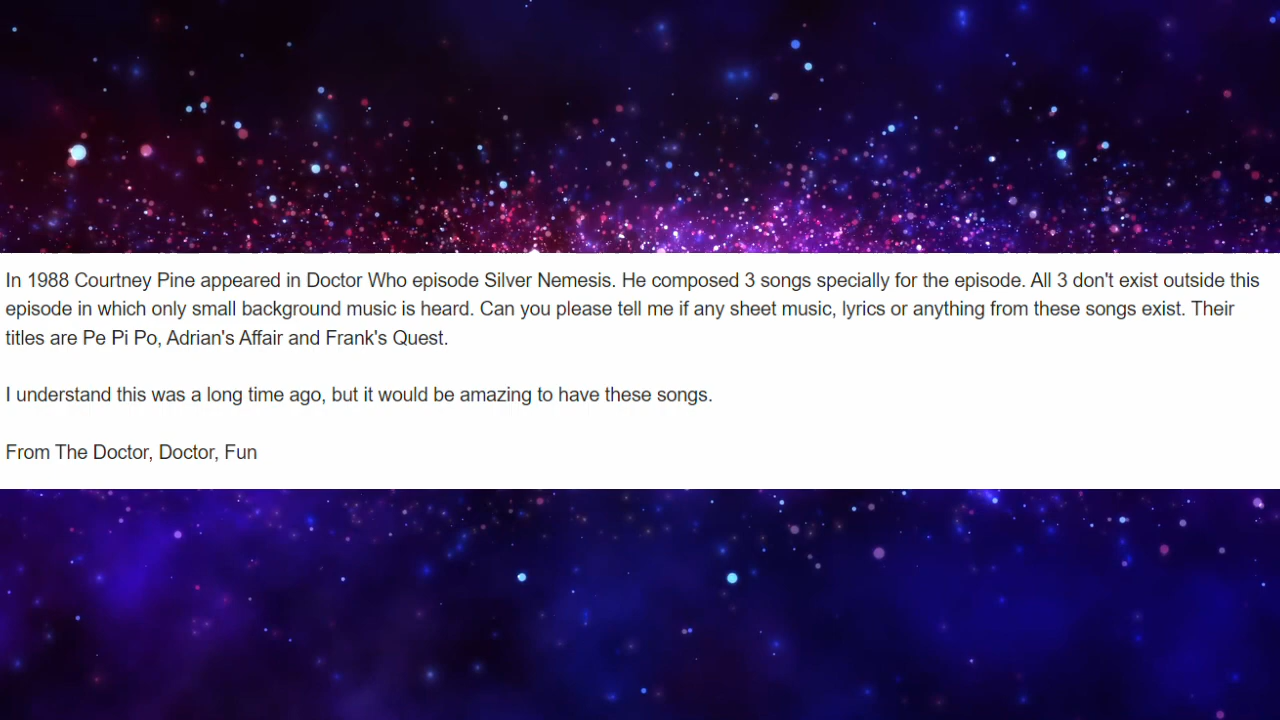 In 1988 Courtney Pine appeared in Doctor Who episode Silver Nemesis. He composed 3 songs specially for the episode. All 3 don't exist outside this
episode in which only small background music is heard. Can you please tell me if any sheet music, lyrics or anything from these songs exist. Their
titles are Pe Pi Po, Adrian's Affair and Frank's Quest.
I understand this was a long time ago, but it would be amazing to have these songs.
From The Doctor, Doctor, Fun